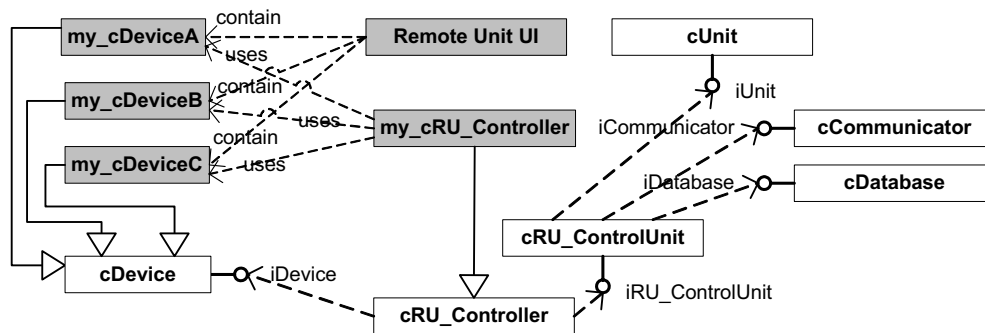 contain
my_cDeviceA
Remote Unit UI
cUnit
uses
iUnit
my_cDeviceB
contain
uses
my_cRU_Controller
iCommunicator
cCommunicator
contain
my_cDeviceC
uses
iDatabase
cDatabase
cRU_ControlUnit
cDevice
iDevice
iRU_ControlUnit
cRU_Controller